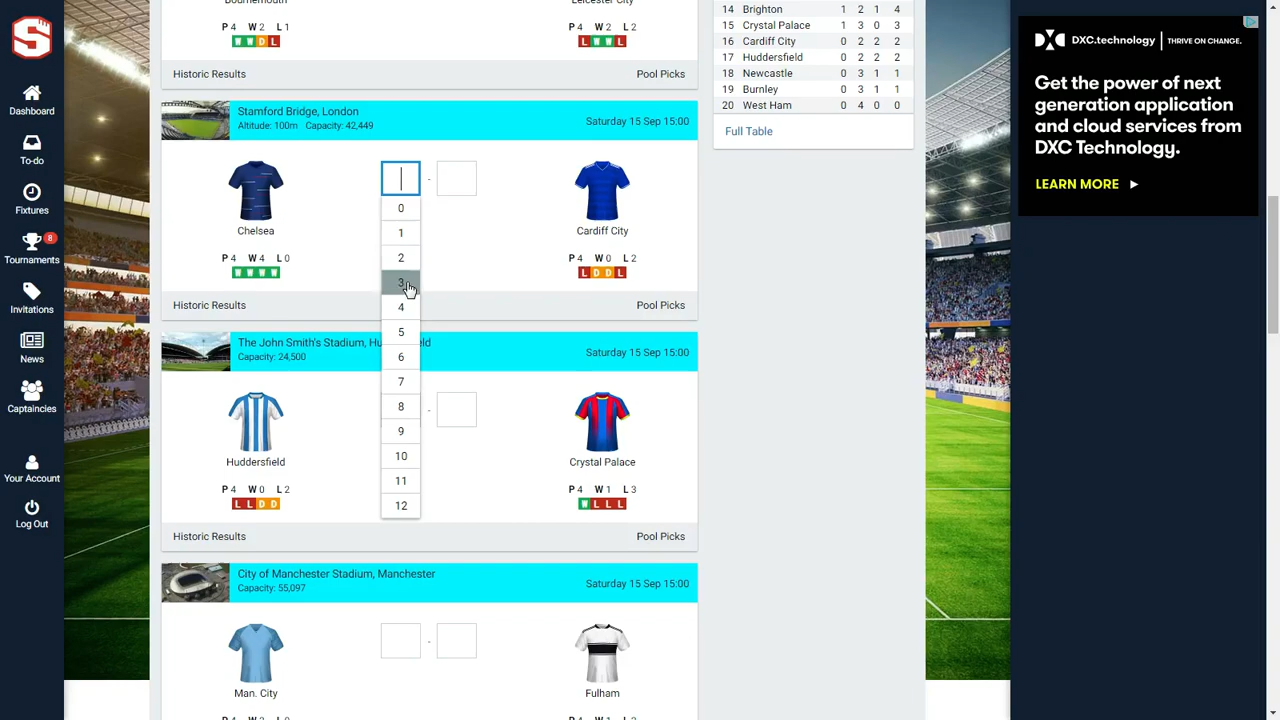 S
Dashboard
To-do
Fixtures
8
Tournaments
Invitations
News
Captaincies
Your Account
Log Out
Bournemouth
Leicester City
P 4 W 2 L 1
W W D L
P 4 W 2 L 2
L W W L
Historic Results
Pool Picks
Stamford Bridge, London
Altitude: 100m Capacity: 42,449
Saturday 15 Sep 15:00
-
Chelsea
Cardiff City
P 4 W 4 L 0
W W W W
P 4 W 0 L 2
L D D L
0
1
2
3
4
5
6
7
8
9
10
11
12
Historic Results
Pool Picks
The John Smith's Stadium, Hu field
Capacity: 24,500
Saturday 15 Sep 15:00
-
Huddersfield
Crystal Palace
P 4 W 0 L 2
L L D D
P 4 W 1 L 3
W L L L
Historic Results
Pool Picks
City of Manchester Stadium, Manchester
Capacity: 55,097
Saturday 15 Sep 15:00
-
Man. City
Fulham
14 Brighton 1 2 1 4
15 Crystal Palace 1 3 0 3
16 Cardiff City 0 2 2 2
17 Huddersfield 0 2 2 2
18 Newcastle 0 3 1 1
19 Burnley 0 3 1 1
20 West Ham 0 4 0 0
Full Table
DXC.technology | THRIVE ON CHANGE.
Get the power of next
generation application
and cloud services from
DXC Technology.
LEARN MORE